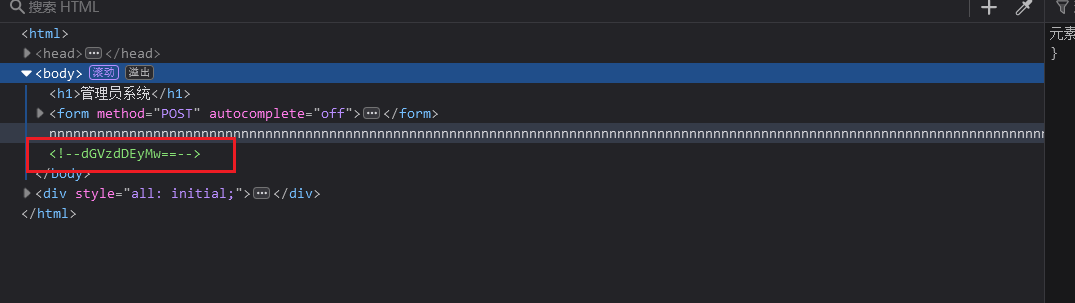 搜索 HTML
<html>
<head>…</head>
<body> 滚动 溢出
<h1>管理员系统</h1>
<form method="POST" autocomplete="off">…</form>
<!--dGVzdDEyMw==-->
</body>
<div style="all: initial;">…</div>
</html>
元素
}